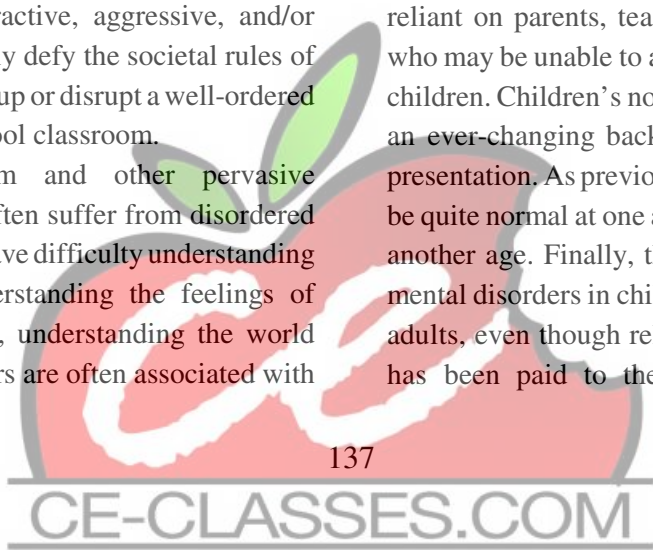 ractive, aggressive, and/or
ly defy the societal rules of
up or disrupt a well-ordered
ool classroom.
m and other pervasive
ften suffer from disordered
ave difficulty understanding
erstanding the feelings of
, understanding the world
rs are often associated with
reliant on parents, tea
who may be unable to a
children. Children’s no
an ever-changing back
presentation. As previo
be quite normal at one a
another age. Finally, t
mental disorders in chi
adults, even though re
has been paid to the
137
ce
CE-CLASSES.COM